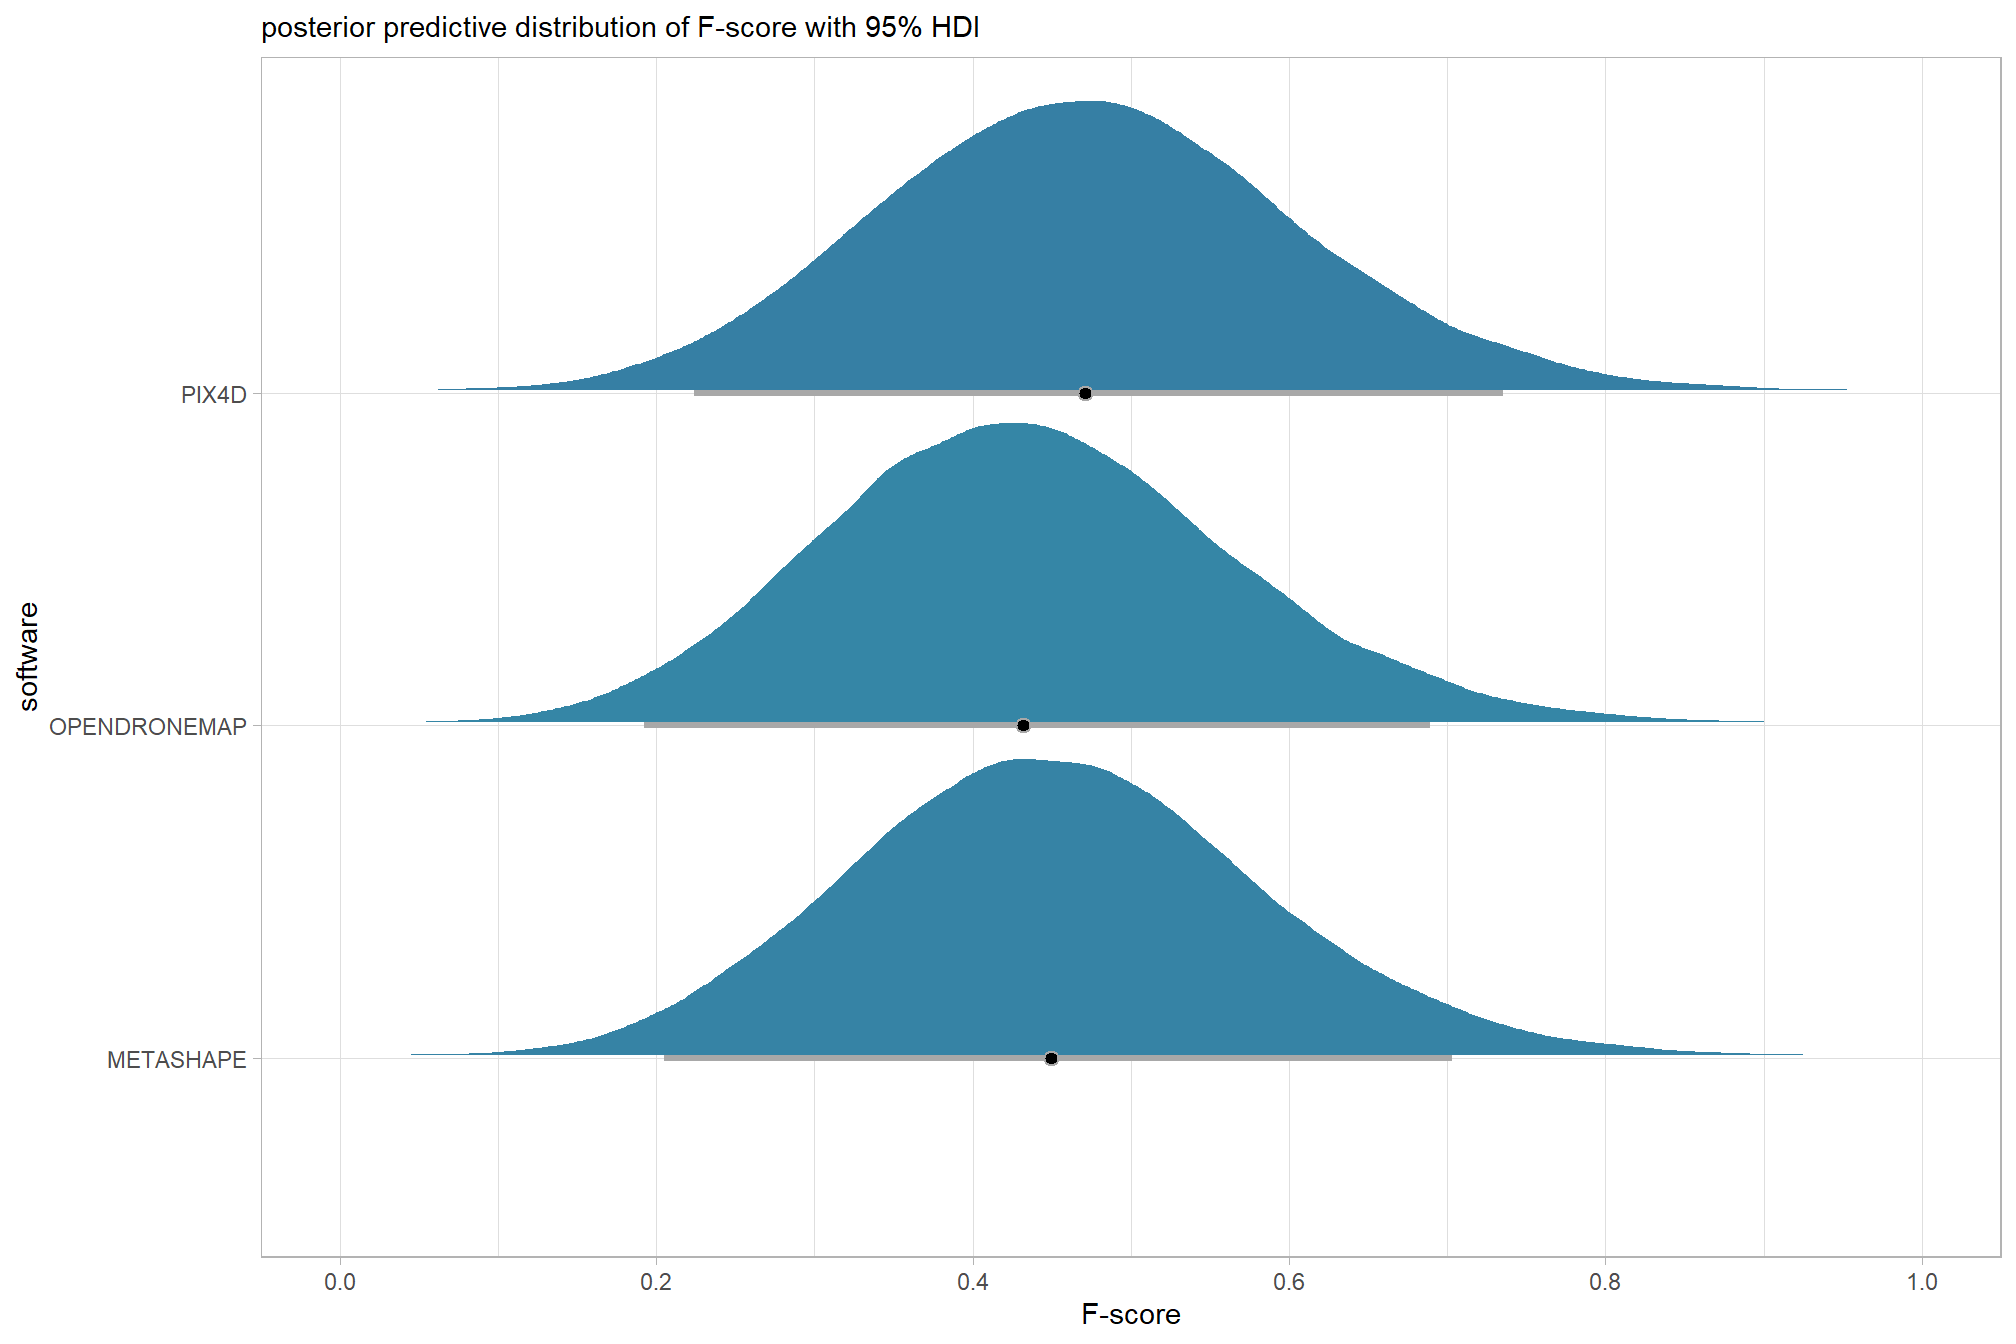 posterior predictive distribution of F-score with 95% HDI
software
PIX4D
OPENDRONEMAP
METASHAPE
0.0 0.2 0.4 0.6 0.8 1.0
F-score